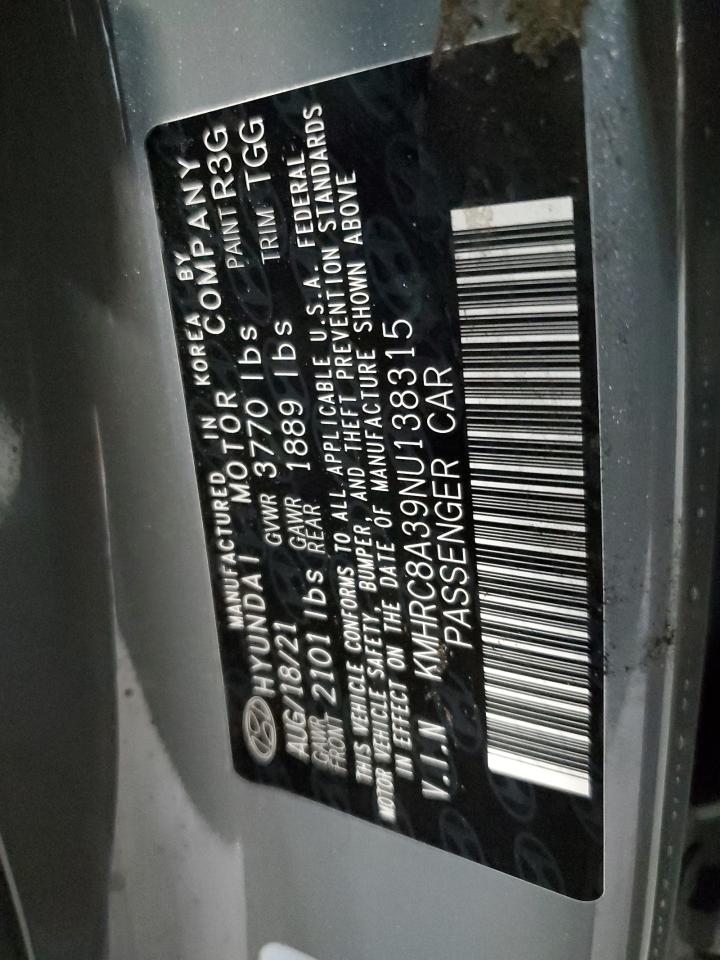 MANUFACTURED IN KOREA BY
HYUNDAI MOTOR COMPANY
AUG/18/21 GVWR 3770 lbs PAINT R3G
GAWR FRONT 2101 lbs GAWR REAR 1889 lbs TRIM TGG
THIS VEHICLE CONFORMS TO ALL APPLICABLE U.S.A. FEDERAL
MOTOR VEHICLE SAFETY, BUMPER, AND THEFT PREVENTION STANDARDS
IN EFFECT ON THE DATE OF MANUFACTURE SHOWN ABOVE
V.I.N KMHRC8A39NU138315
PASSENGER CAR